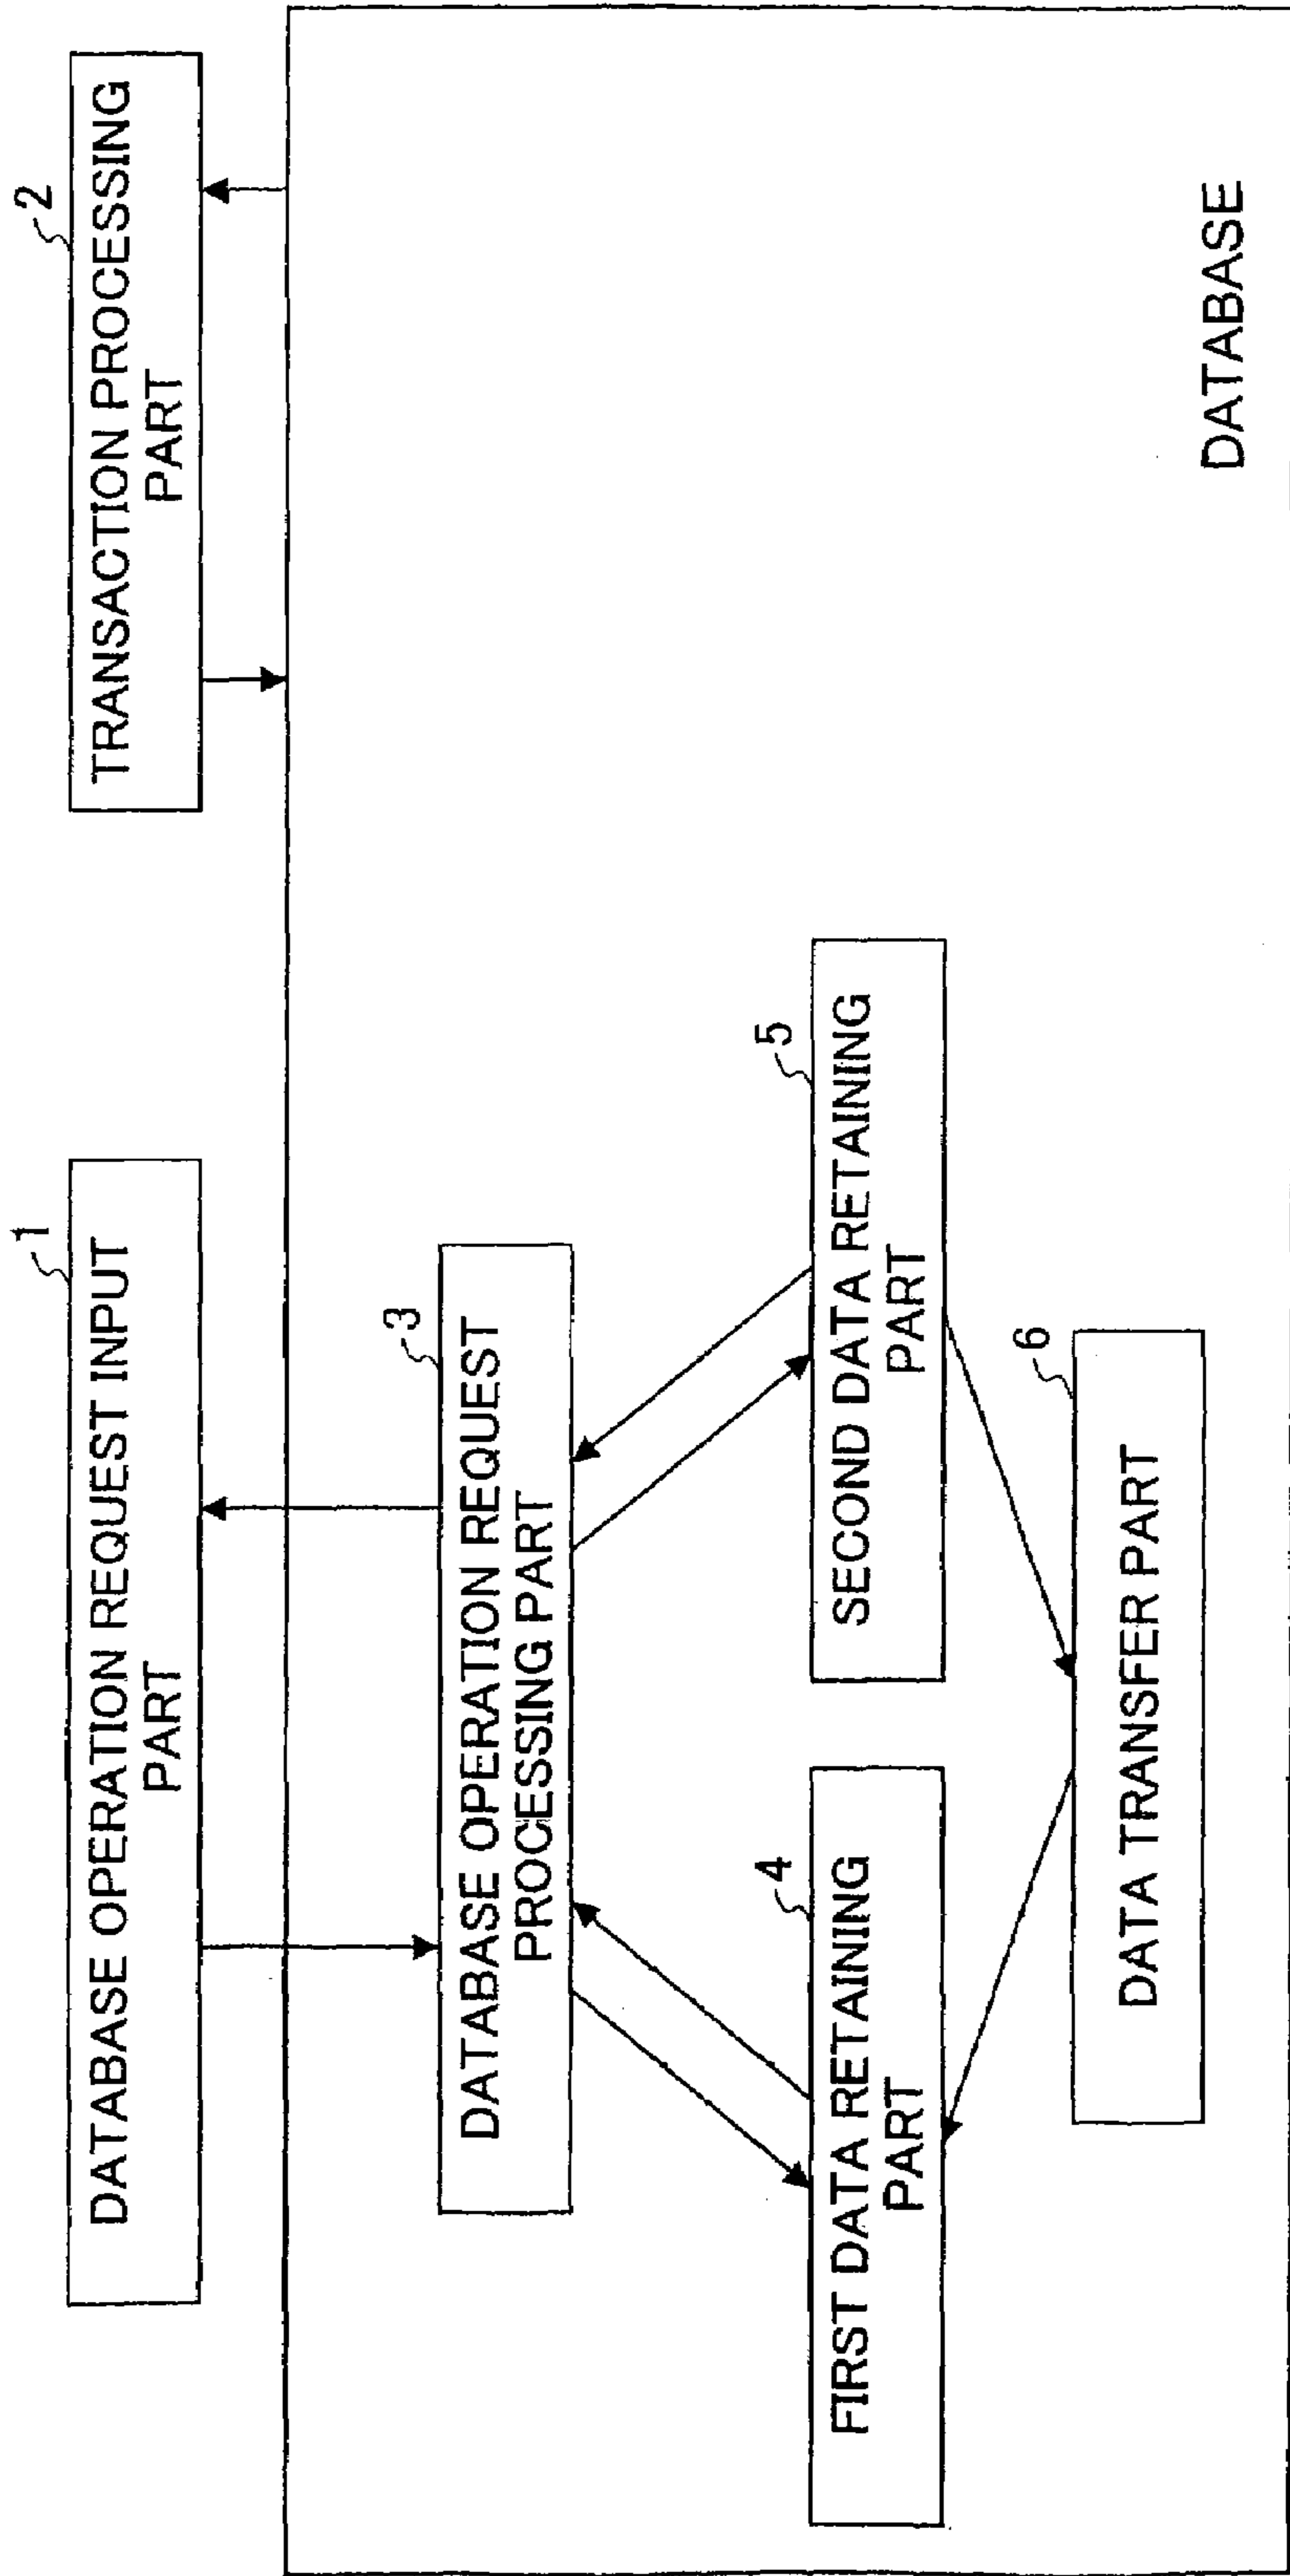 1
DATABASE OPERATION REQUEST INPUT
PART
2
TRANSACTION PROCESSING
PART
3
DATABASE OPERATION REQUEST
PROCESSING PART
4
FIRST DATA RETAINING
PART
5
SECOND DATA RETAINING
PART
6
DATA TRANSFER PART
DATABASE